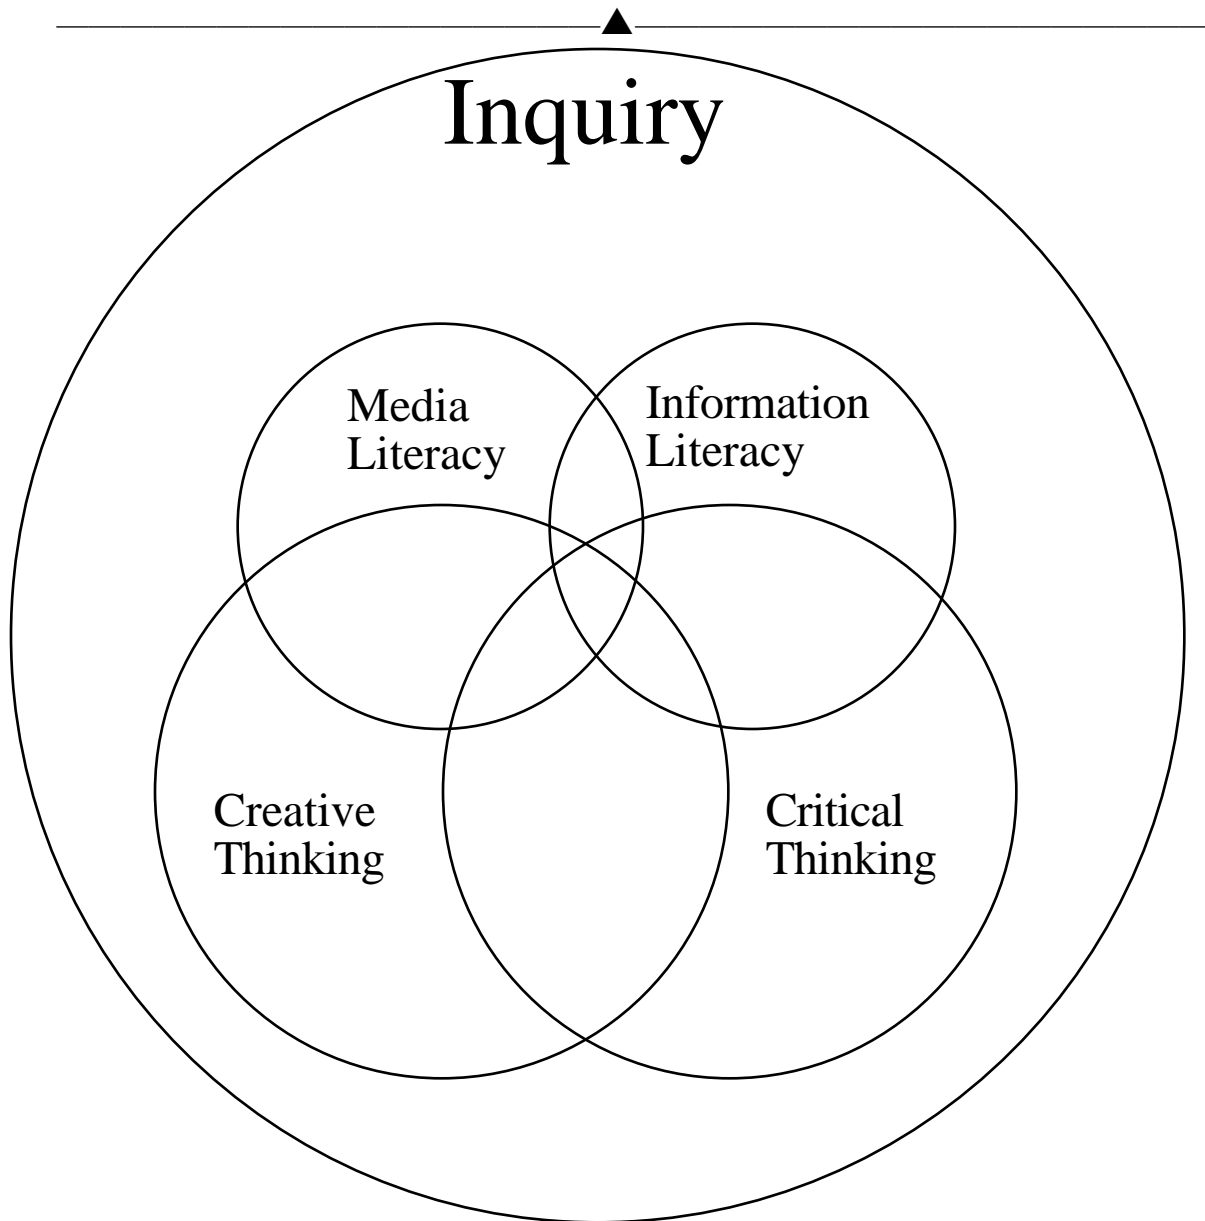 Inquiry
Media
Literacy
Information
Literacy
Creative
Thinking
Critical
Thinking